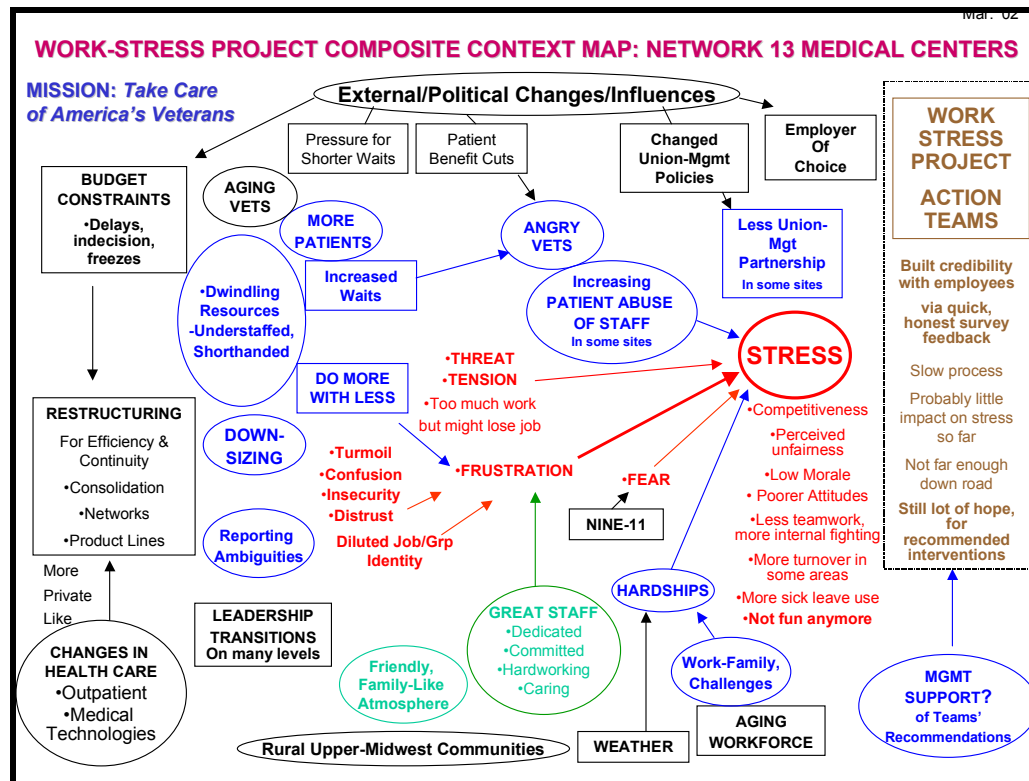 Mar. '02
WORK-STRESS PROJECT COMPOSITE CONTEXT MAP: NETWORK 13 MEDICAL CENTERS
MISSION: Take Care
of America's Veterans
External/Political Changes/Influences
Pressure for
Shorter Waits
Patient
Benefit Cuts
Changed
Union-Mgmt
Policies
Employer
Of
Choice
BUDGET
CONSTRAINTS
•Delays,
indecision,
freezes
AGING
VETS
MORE
PATIENTS
ANGRY
VETS
Less Union-
Mgt
Partnership
In some sites
•Dwindling
Resources
-Understaffed,
Shorthanded
Increased
Waits
Increasing
PATIENT ABUSE
OF STAFF
In some sites
STRESS
•THREAT
•TENSION
•Too much work
but might lose job
DO MORE
WITH LESS
RESTRUCTURING
For Efficiency &
Continuity
•Consolidation
•Networks
•Product Lines
DOWN-
SIZING
•Turmoil
•Confusion
•Insecurity
•Distrust
Diluted Job/Grp
Identity
•FRUSTRATION
•FEAR
NINE-11
•Competitiveness
•Perceived
unfairness
•Low Morale
• Poorer Attitudes
•Less teamwork,
more internal fighting
•More turnover in
some areas
•More sick leave use
•Not fun anymore
Reporting
Ambiguities
More
Private
Like
CHANGES IN
HEALTH CARE
•Outpatient
•Medical
Technologies
LEADERSHIP
TRANSITIONS
On many levels
Friendly,
Family-Like
Atmosphere
GREAT STAFF
•Dedicated
•Committed
•Hardworking
•Caring
HARDSHIPS
Work-Family,
Challenges
Rural Upper-Midwest Communities
WEATHER
AGING
WORKFORCE
WORK
STRESS
PROJECT
ACTION
TEAMS
Built credibility
with employees
via quick,
honest survey
feedback
Slow process
Probably little
impact on stress
so far
Not far enough
down road
Still lot of hope,
for
recommended
interventions
MGMT
SUPPORT?
of Teams'
Recommendations